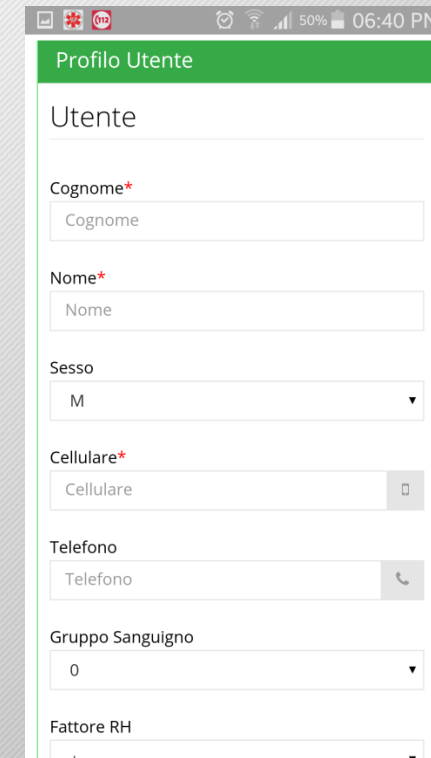 112
50% 06:40 PM
Profilo Utente
Utente
Cognome*
Cognome
Nome*
Nome
Sesso
M
Cellulare*
Cellulare
Telefono
Telefono
Gruppo Sanguigno
0
Fattore RH